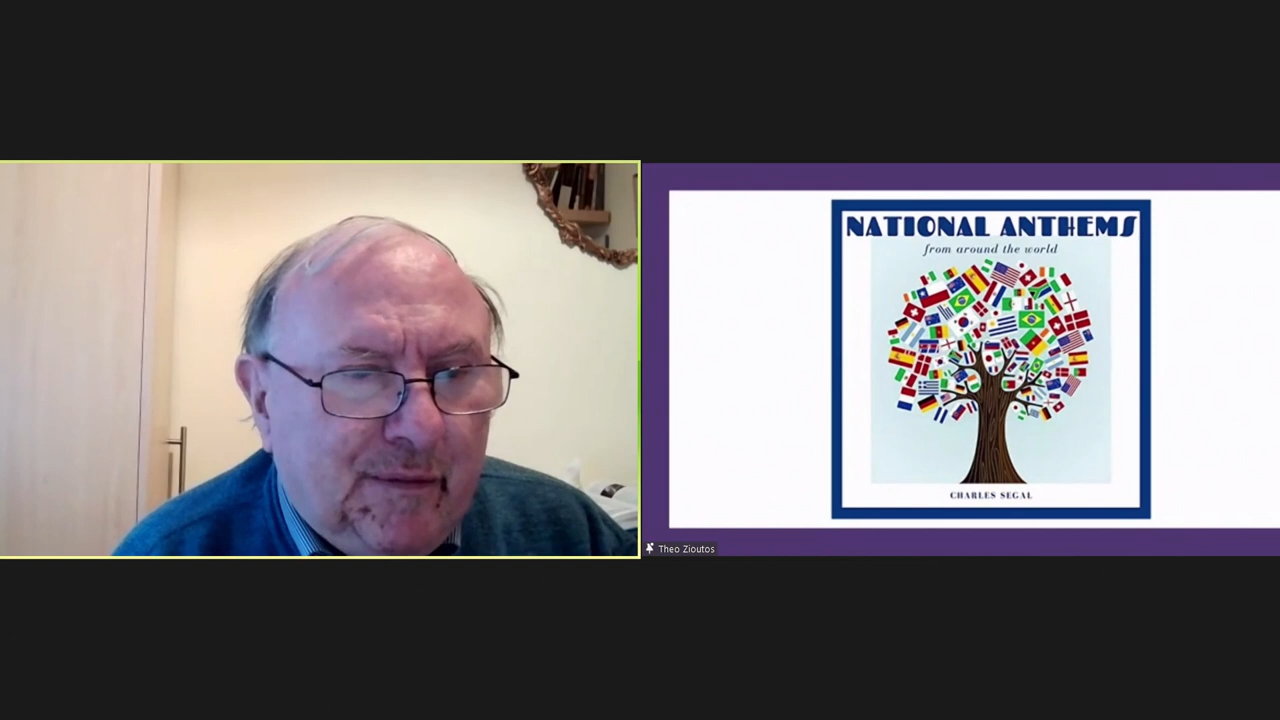 NATIONAL ANTHEMS
from around the world
CHARLES SEGAL
Theo Zioutos